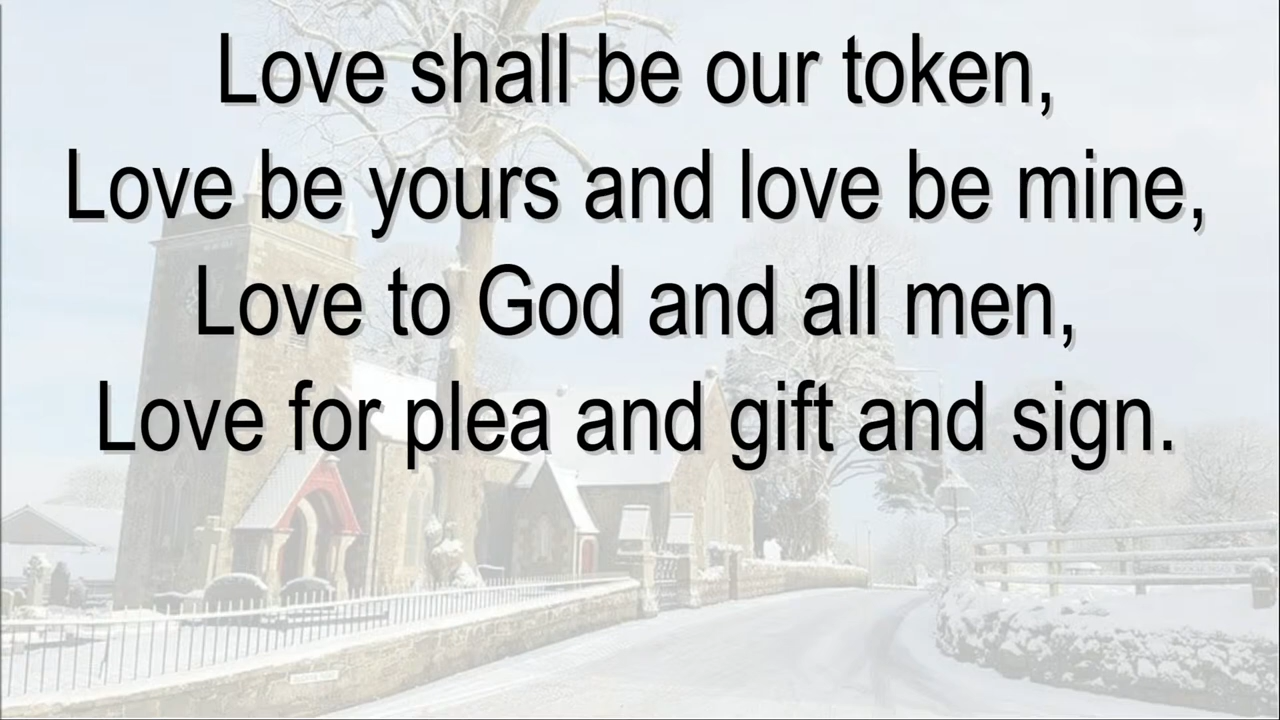 Love shall be our token,
Love be yours and love be mine,
Love to God and all men,
Love for plea and gift and sign.